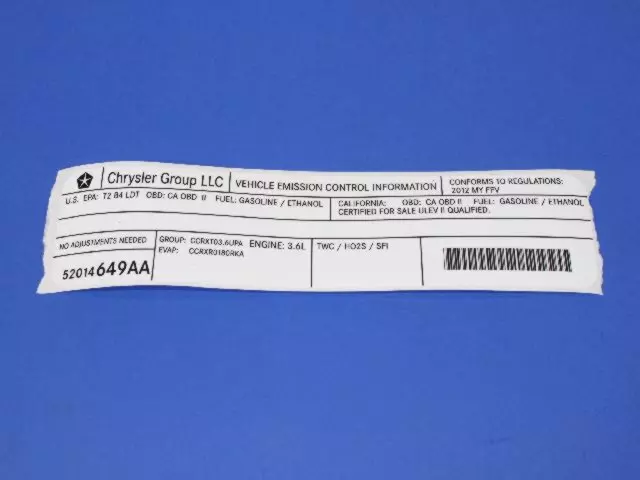 Chrysler Group LLC VEHICLE EMISSION CONTROL INFORMATION CONFORMS TO REGULATIONS:
2012 MY FFV
U.S. EPA: T2 B4 LDT OBD: CA OBD II FUEL: GASOLINE / ETHANOL CALIFORNIA: OBD: CA OBD II FUEL: GASOLINE / ETHANOL
CERTIFIED FOR SALE ULEV II QUALIFIED.
NO ADJUSTMENTS NEEDED GROUP: CCRXT03.6UPA ENGINE: 3.6L TWC / HO2S / SFI
EVAP: CCRXR0180RKA
52014649AA